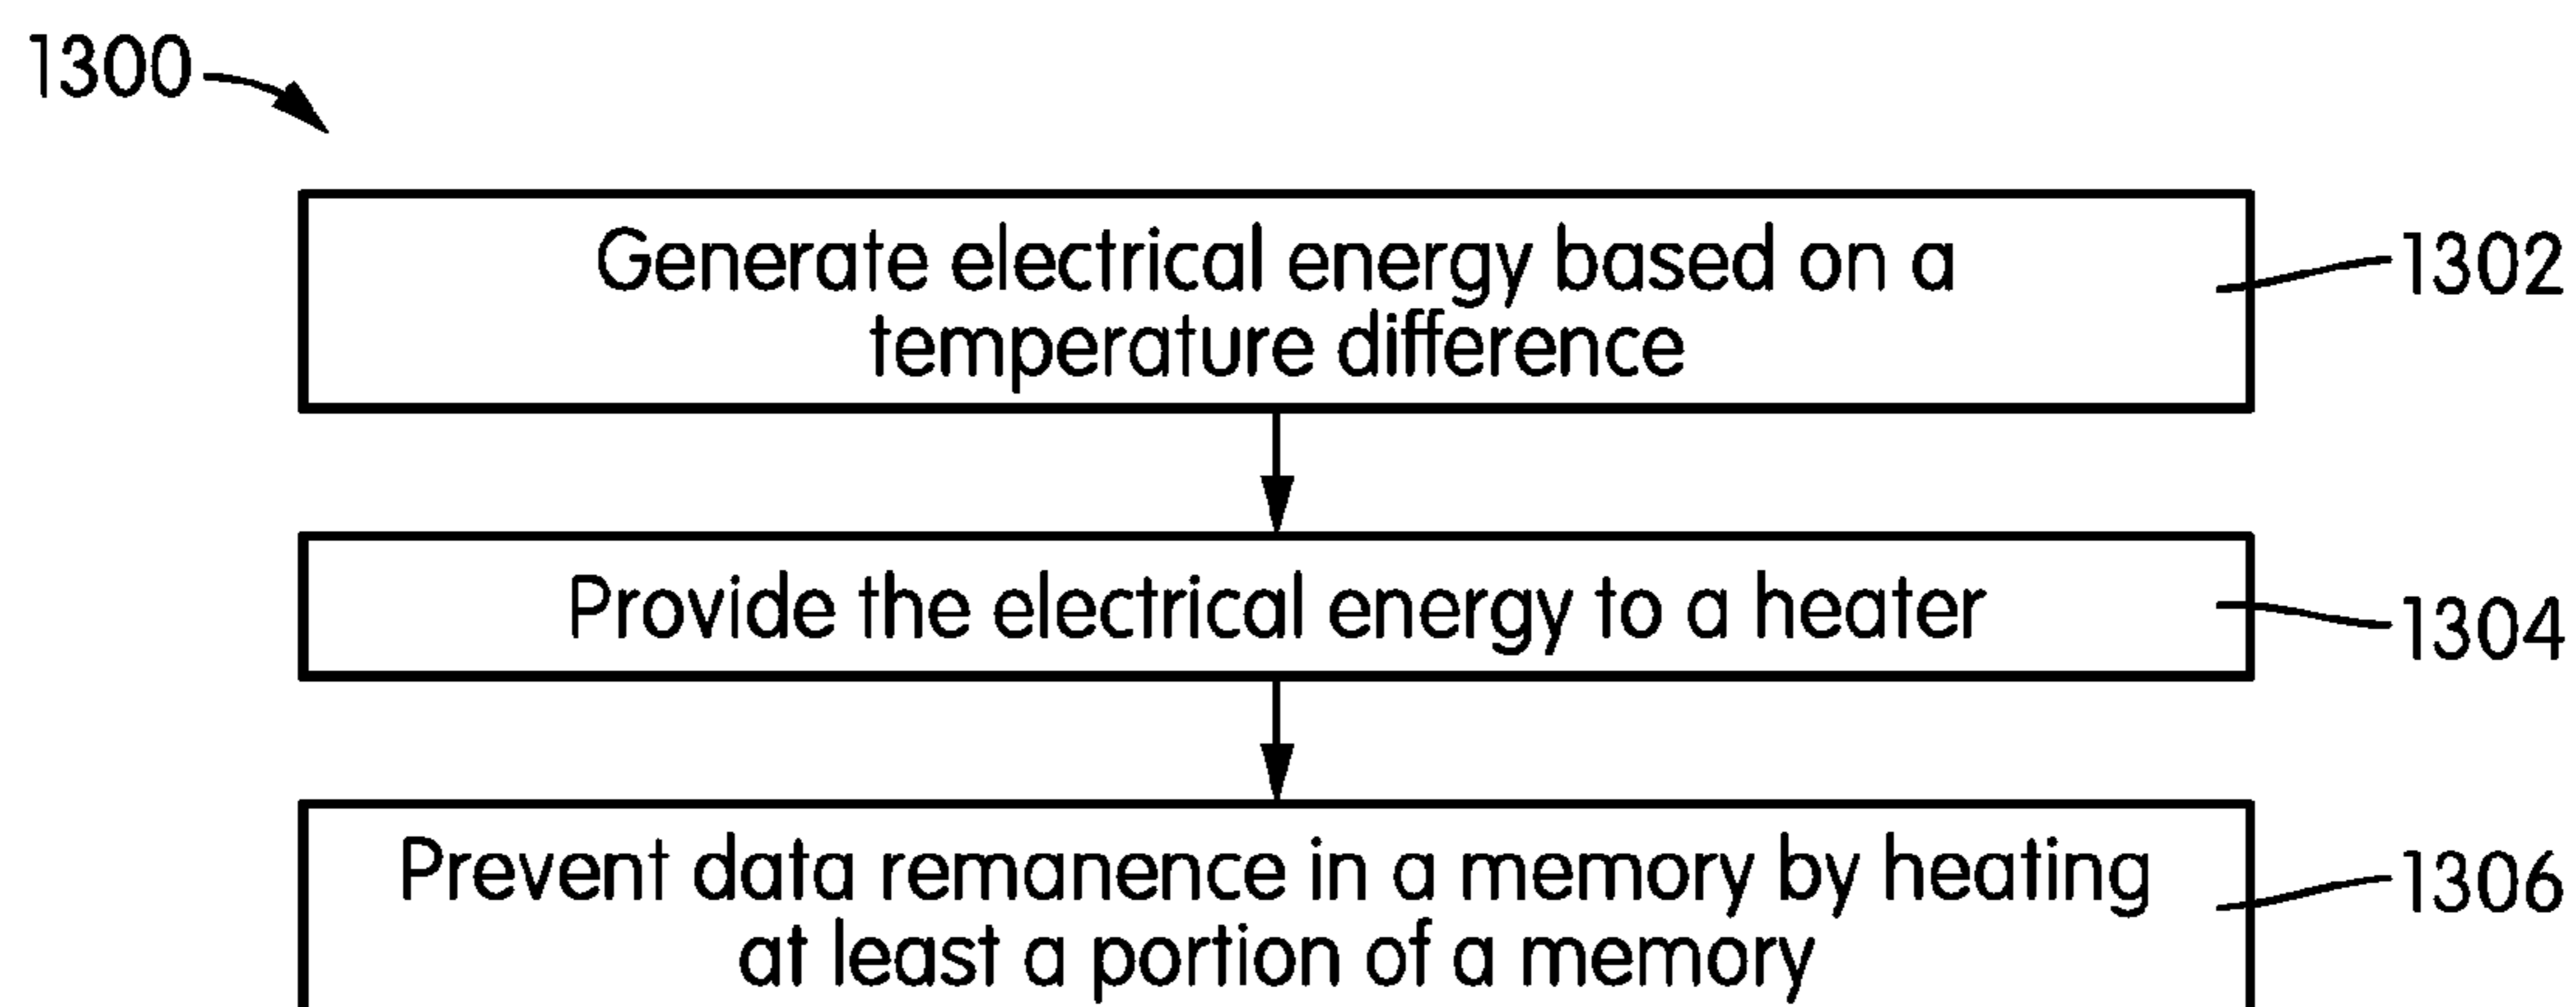 1300
Generate electrical energy based on a
temperature difference
1302
Provide the electrical energy to a heater
1304
Prevent data remanence in a memory by heating
at least a portion of a memory
1306